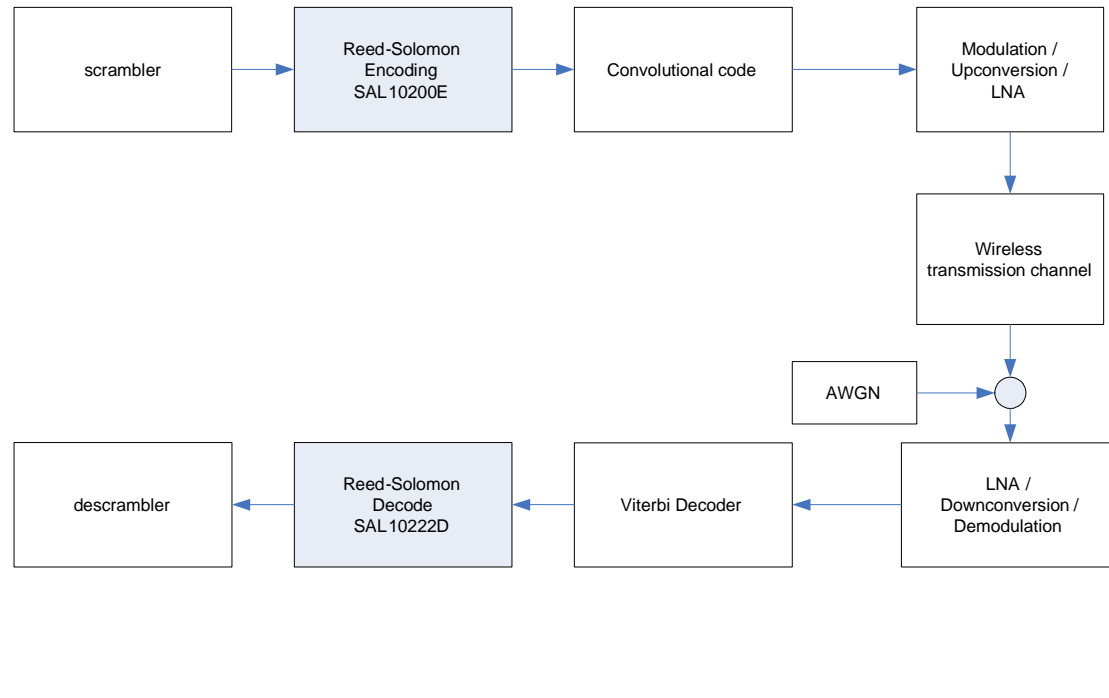 scrambler
Reed-Solomon
Encoding
SAL10200E
Convolutional code
Modulation /
Upconversion /
LNA
Wireless
transmission channel
AWGN
descrambler
Reed-Solomon
Decode
SAL10222D
Viterbi Decoder
LNA /
Downconversion /
Demodulation